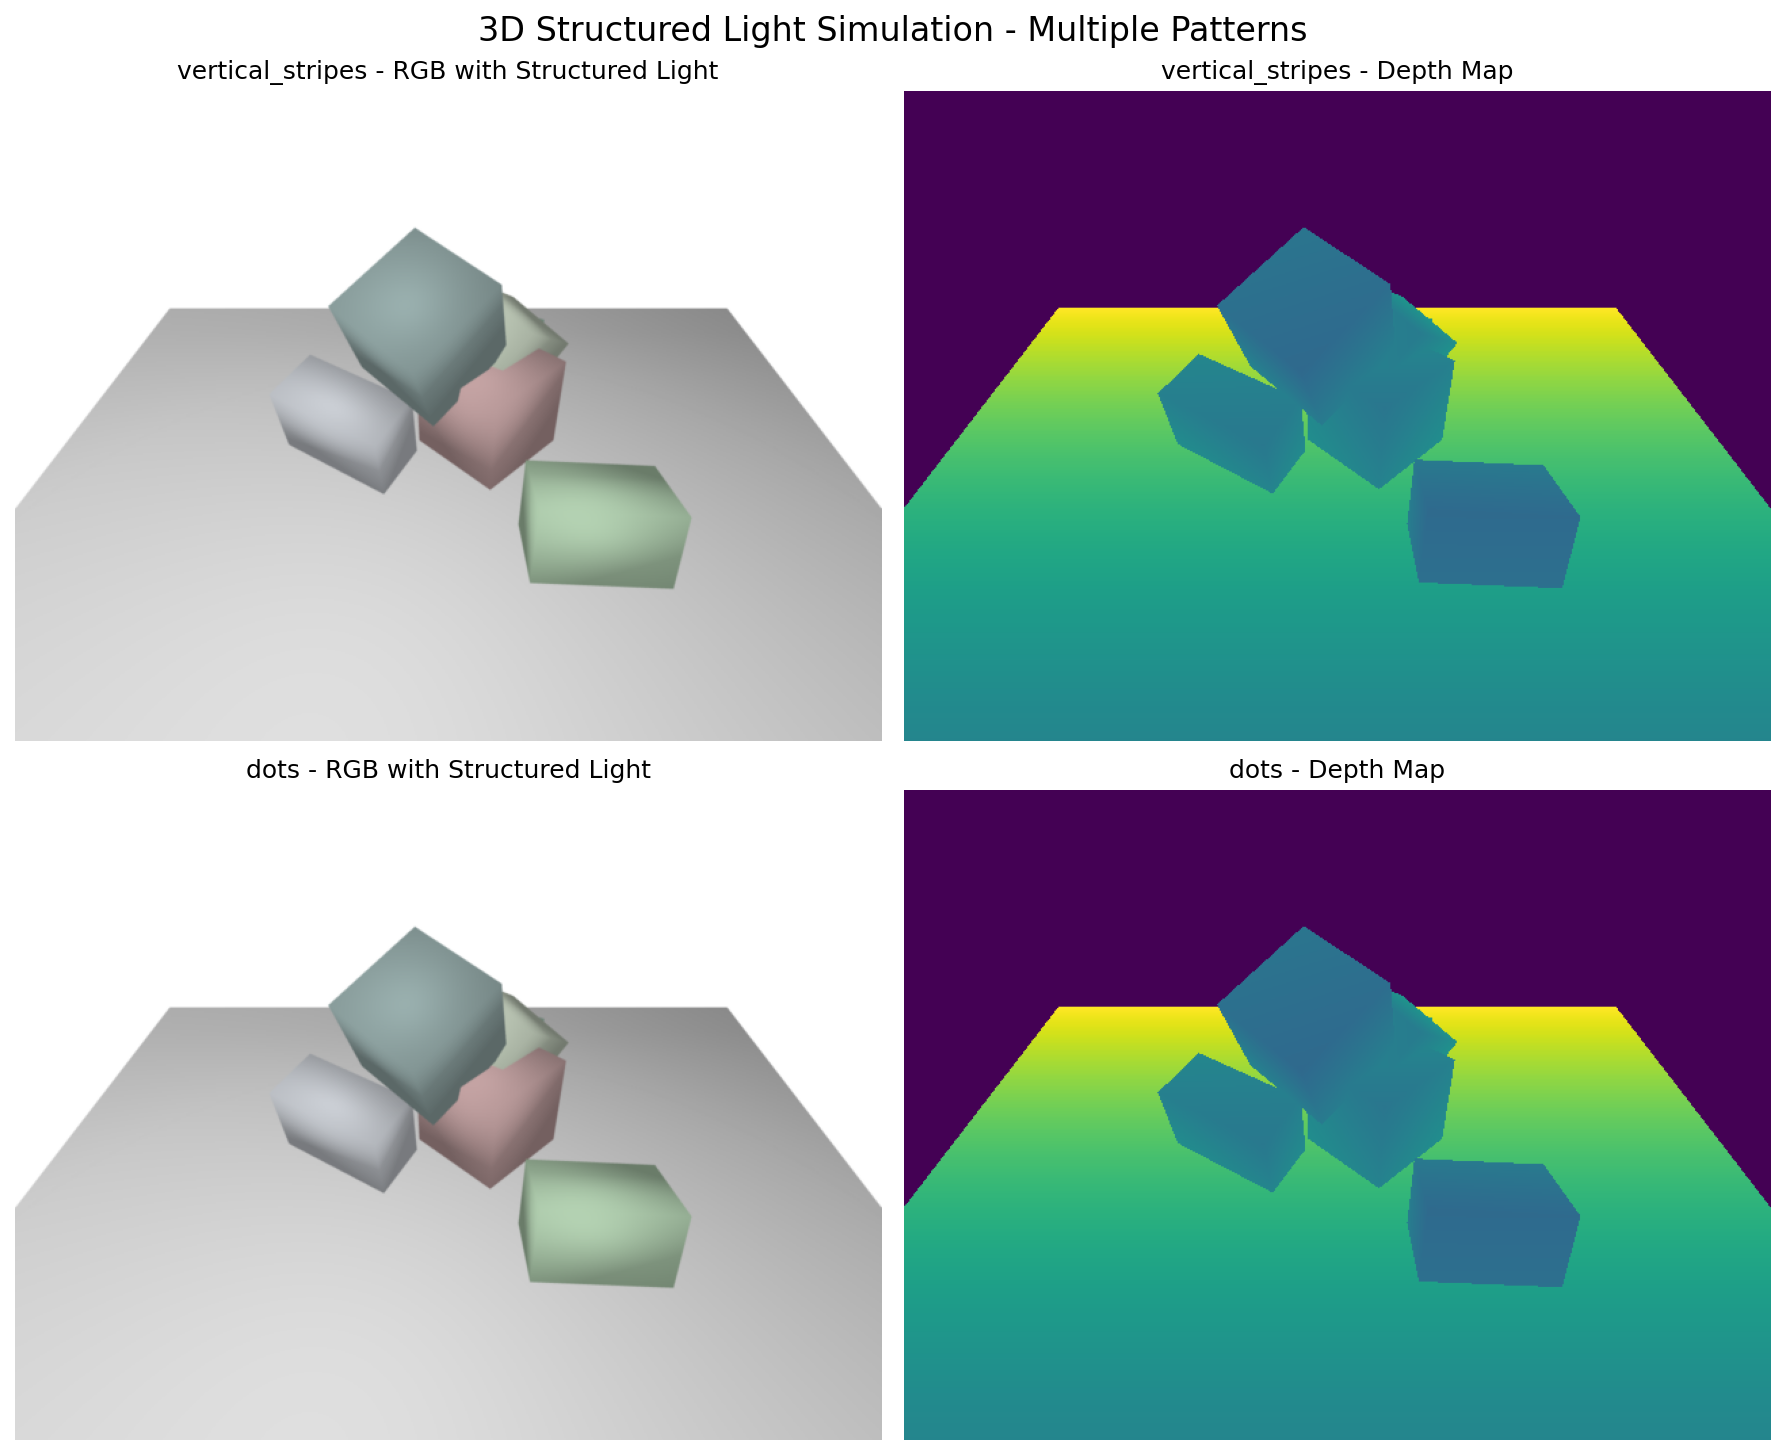 3D Structured Light Simulation - Multiple Patterns
vertical_stripes - RGB with Structured Light
vertical_stripes - Depth Map
dots - RGB with Structured Light
dots - Depth Map